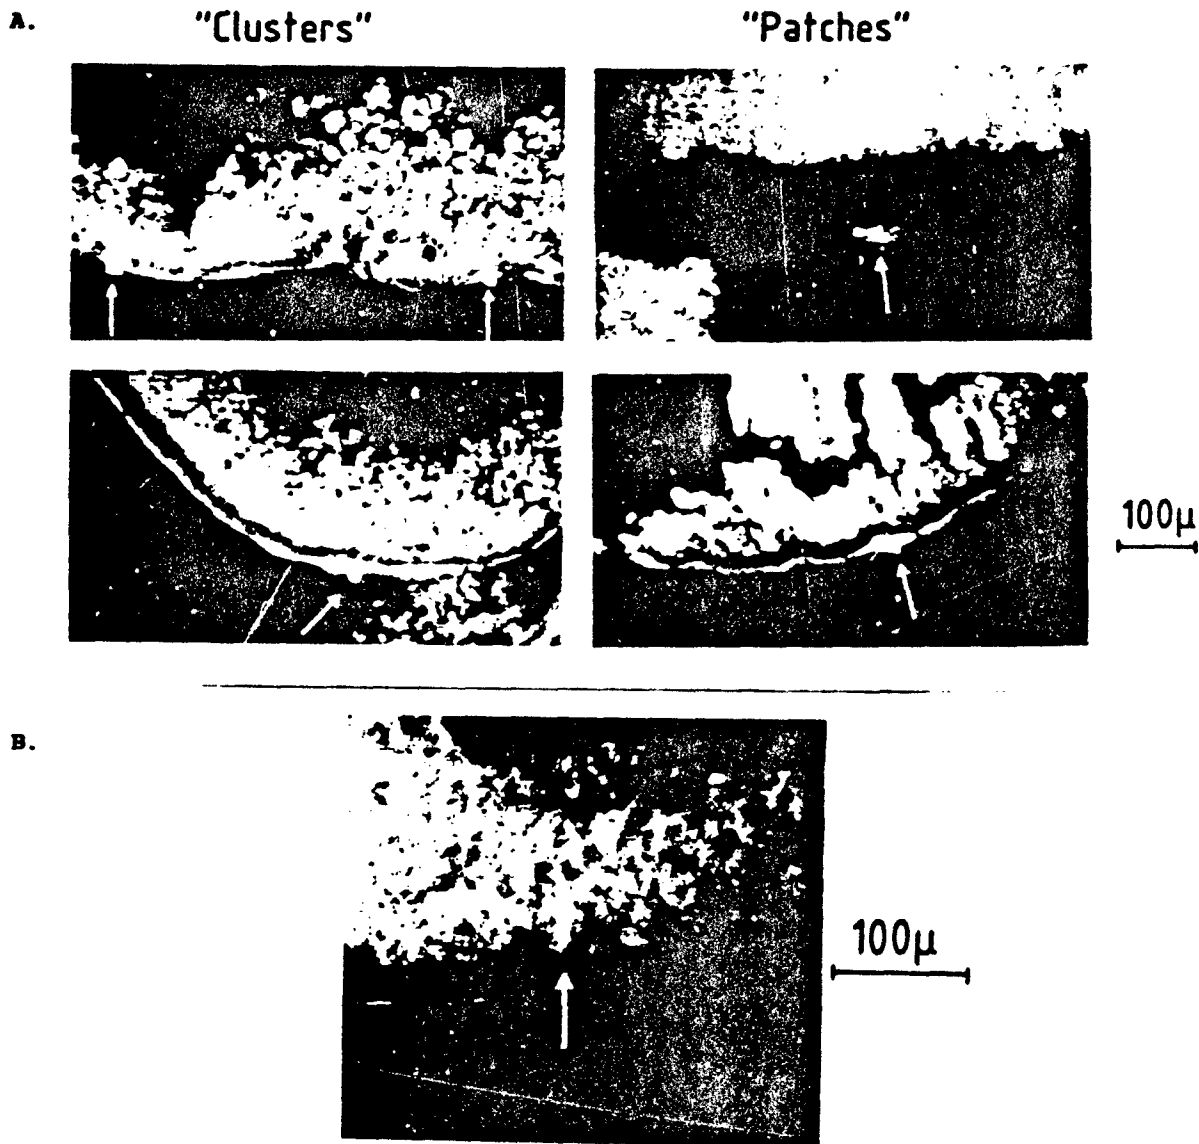 A.
"Clusters"
"Patches"
100μ
B.
100μ